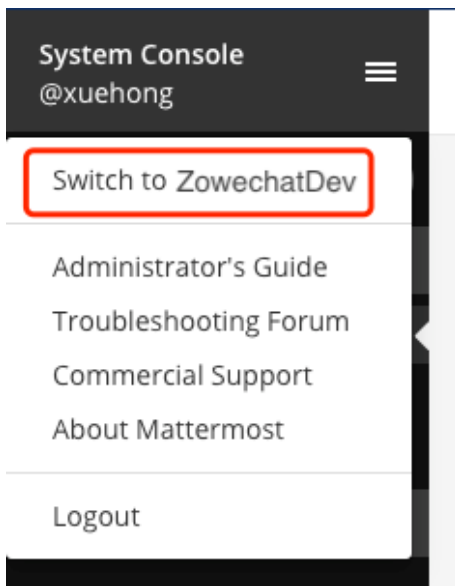 System Console
@xuehong
Switch to ZowechatDev
Administrator's Guide
Troubleshooting Forum
Commercial Support
About Mattermost
Logout